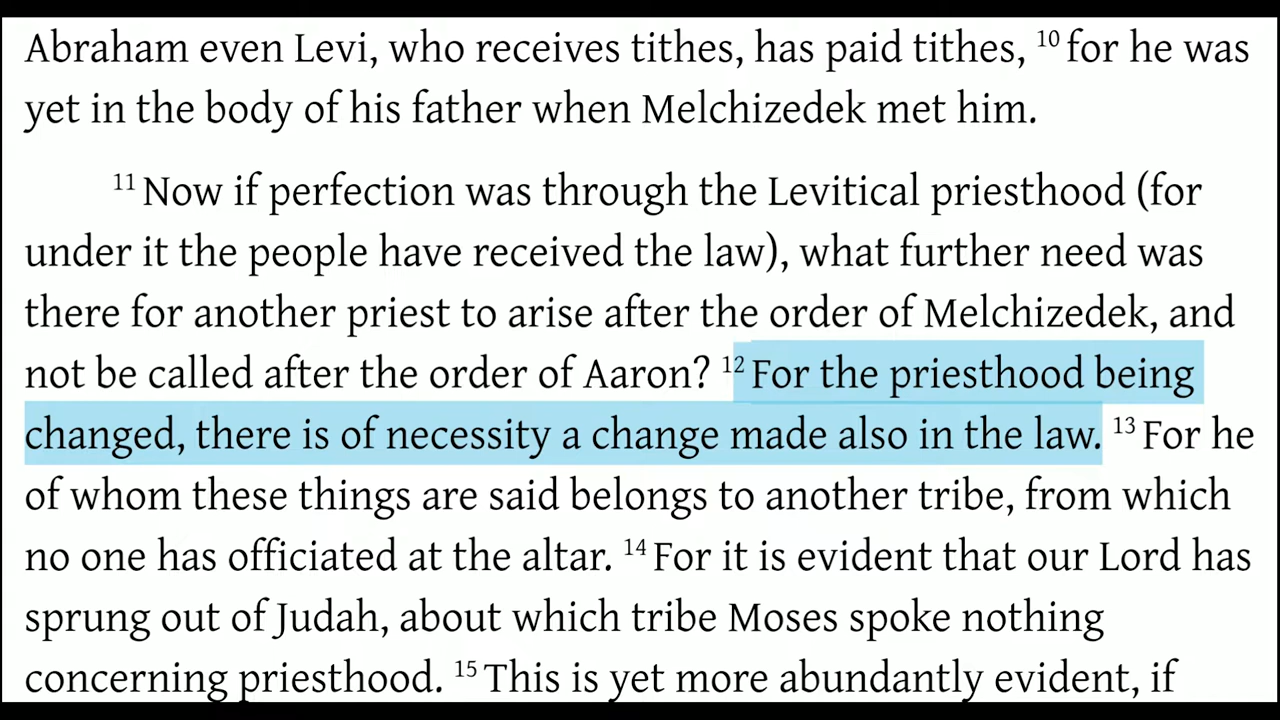 Abraham even Levi, who receives tithes, has paid tithes, 10 for he was
yet in the body of his father when Melchizedek met him.
11 Now if perfection was through the Levitical priesthood (for
under it the people have received the law), what further need was
there for another priest to arise after the order of Melchizedek, and
not be called after the order of Aaron? 12 For the priesthood being
changed, there is of necessity a change made also in the law. 13 For he
of whom these things are said belongs to another tribe, from which
no one has officiated at the altar. 14 For it is evident that our Lord has
sprung out of Judah, about which tribe Moses spoke nothing
concerning priesthood. 15 This is yet more abundantly evident, if